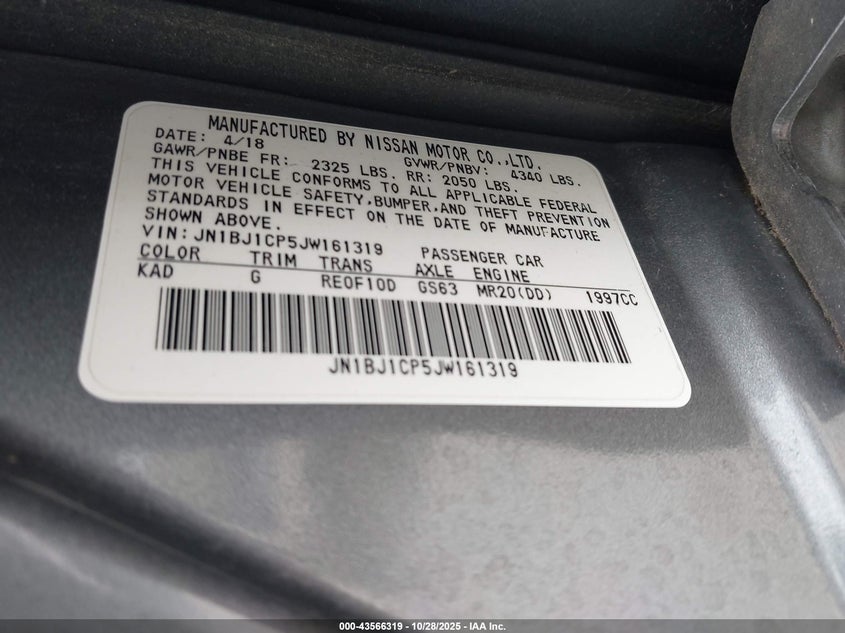 MANUFACTURED BY NISSAN MOTOR CO.,LTD.
DATE: 4/18 GVWR/PNBV: 4340 LBS.
GAWR/PNBE FR: 2325 LBS. RR: 2050 LBS.
THIS VEHICLE CONFORMS TO ALL APPLICABLE FEDERAL
MOTOR VEHICLE SAFETY,BUMPER,AND THEFT PREVENTION
STANDARDS IN EFFECT ON THE DATE OF MANUFACTURE
SHOWN ABOVE.
VIN:JN1BJ1CP5JW161319 PASSENGER CAR
COLOR TRIM TRANS AXLE ENGINE
KAD G RE0F10D GS63 MR20(DD) 1997CC
JN1BJ1CP5JW161319
000-43566319 | 10/28/2025 - IAA Inc.